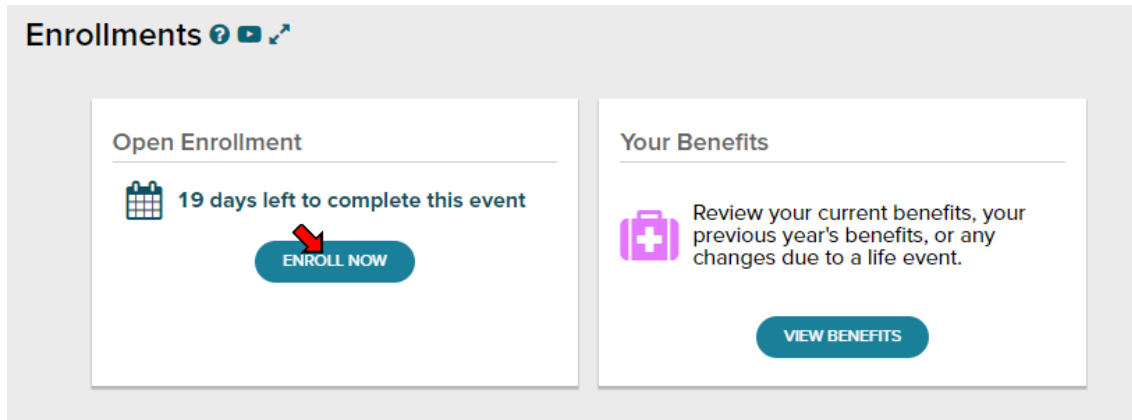 Enrollments
Open Enrollment
19 days left to complete this event
ENROLL NOW
Your Benefits
Review your current benefits, your
previous year's benefits, or any
changes due to a life event.
VIEW BENEFITS